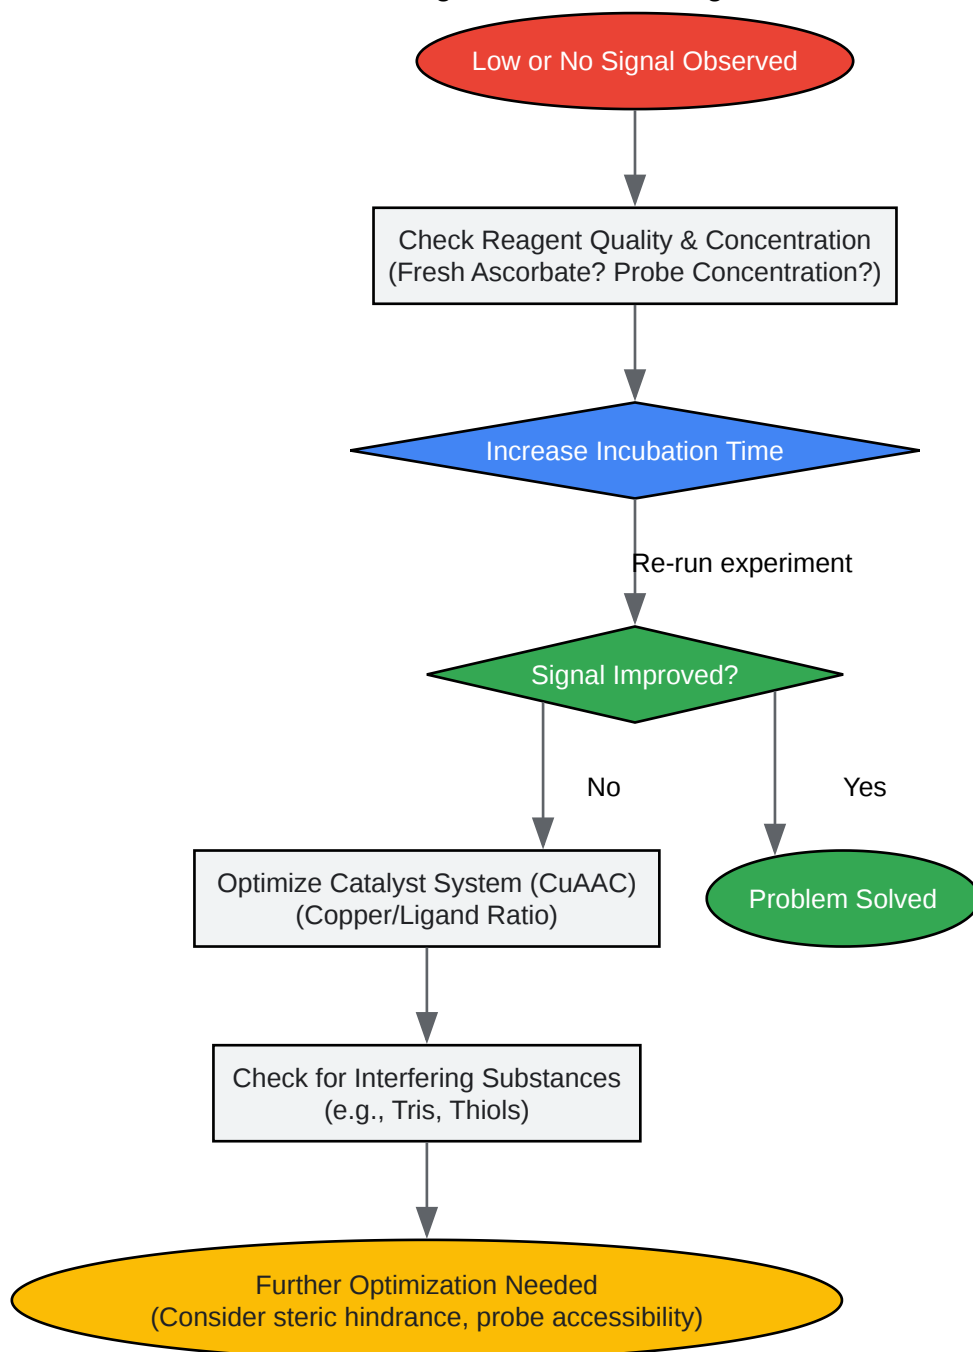 Low or No Signal Observed
Check Reagent Quality & Concentration
(Fresh Ascorbate? Probe Concentration?)
Increase Incubation Time
Re-run experiment
Signal Improved?
No
Yes
Optimize Catalyst System (CuAAC)
(Copper/Ligand Ratio)
Problem Solved
Check for Interfering Substances
(e.g., Tris, Thiols)
Further Optimization Needed
(Consider steric hindrance, probe accessibility)